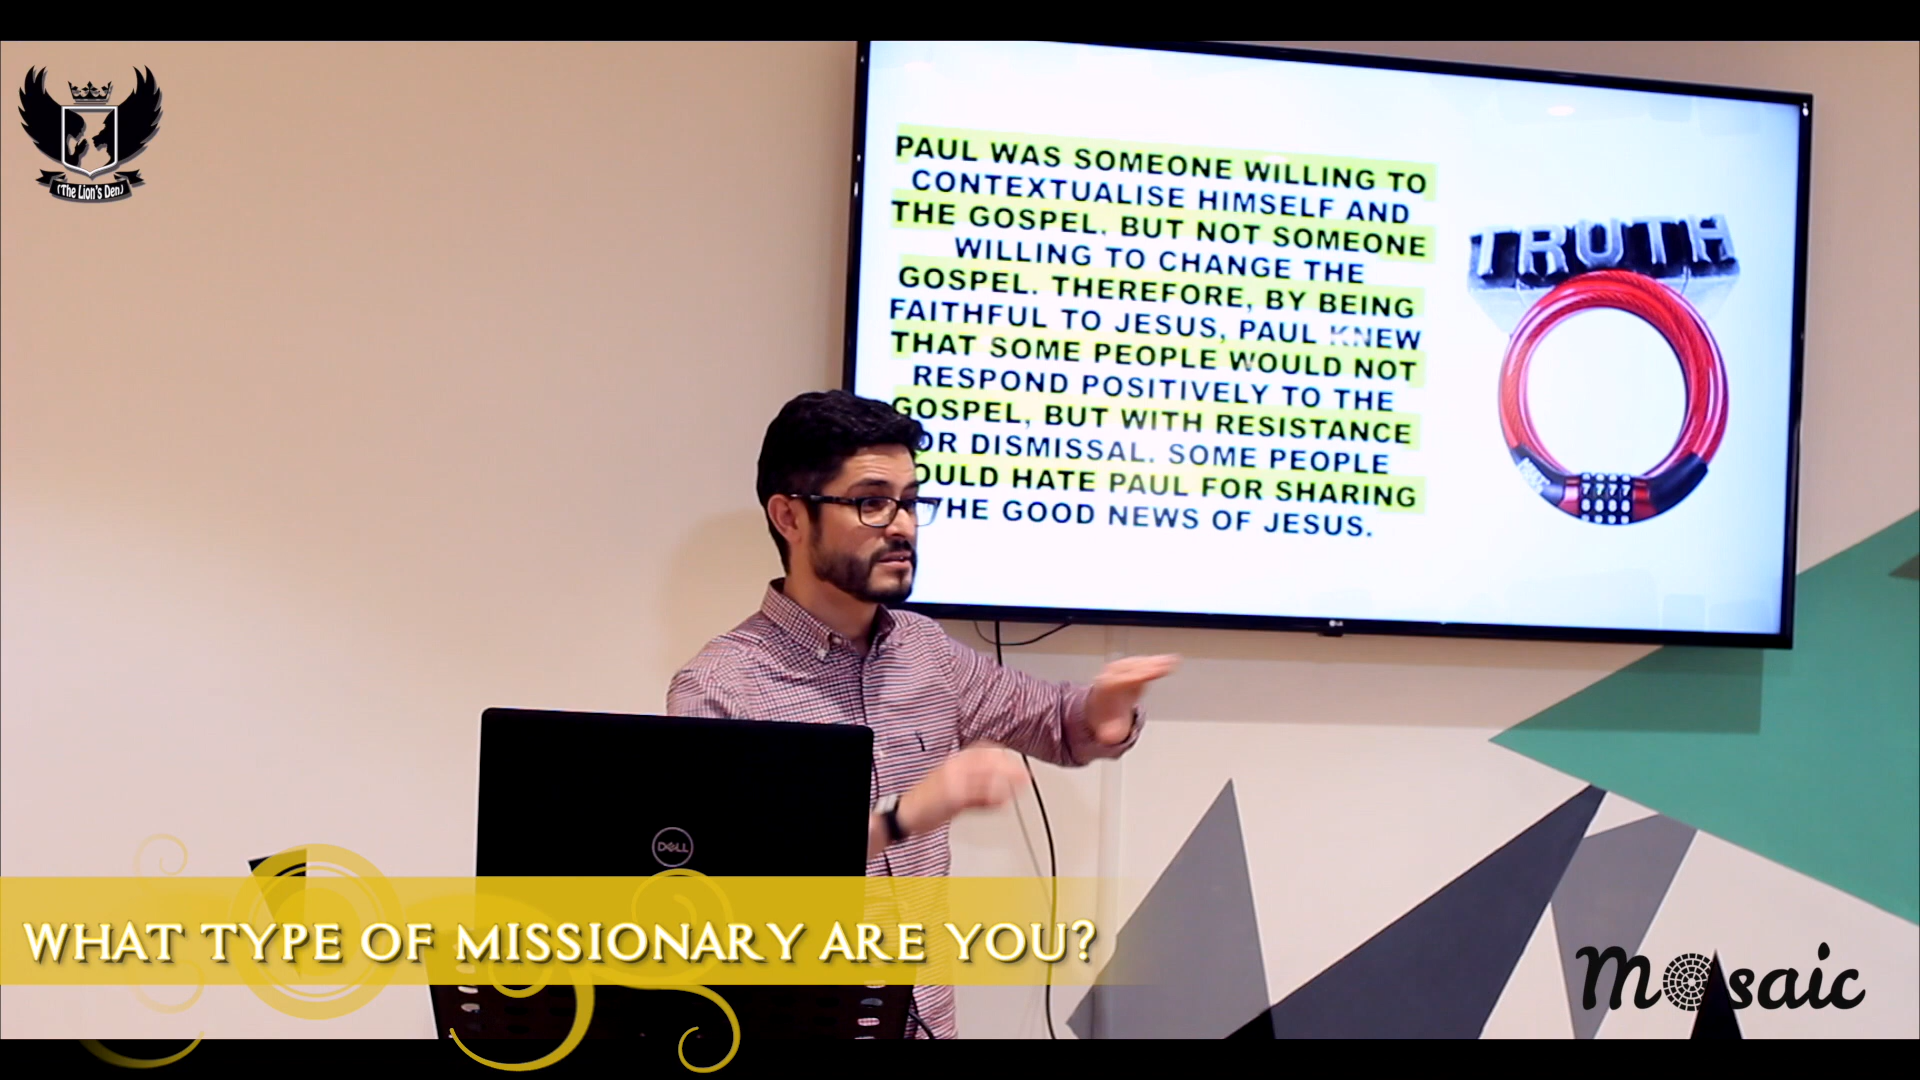 (The Lion's Den)
PAUL WAS SOMEONE WILLING TO
CONTEXTUALISE HIMSELF AND
THE GOSPEL. BUT NOT SOMEONE
WILLING TO CHANGE THE
GOSPEL. THEREFORE, BY BEING
FAITHFUL TO JESUS, PAUL KNEW
THAT SOME PEOPLE WOULD NOT
RESPOND POSITIVELY TO THE
GOSPEL, BUT WITH RESISTANCE
OR DISMISSAL. SOME PEOPLE
OULD HATE PAUL FOR SHARING
THE GOOD NEWS OF JESUS.
TRUTH
LG
DELL
WHAT TYPE OF MISSIONARY ARE YOU?
Mosaic